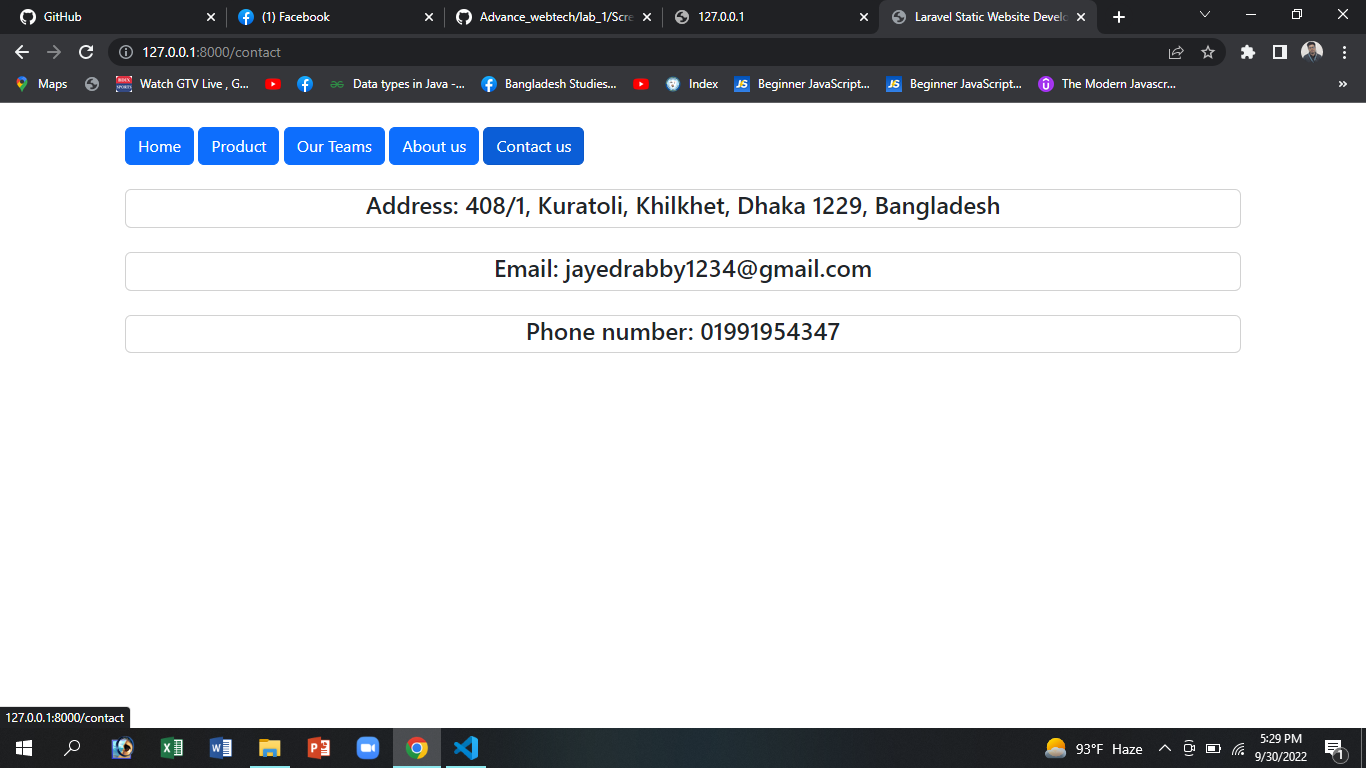 GitHub
(1) Facebook
Advance_webtech/lab_1/Scre
127.0.0.1
Laravel Static Website Develo
127.0.0.1:8000/contact
Maps
Watch GTV Live , G...
Data types in Java -...
Bangladesh Studies...
Index
JS
Beginner JavaScript...
JS
Beginner JavaScript...
The Modern Javascr...
»
Home
Product
Our Teams
About us
Contact us
Address: 408/1, Kuratoli, Khilkhet, Dhaka 1229, Bangladesh
Email: jayedrabby1234@gmail.com
Phone number: 01991954347
127.0.0.1:8000/contact
93°F Haze
5:29 PM
9/30/2022
1